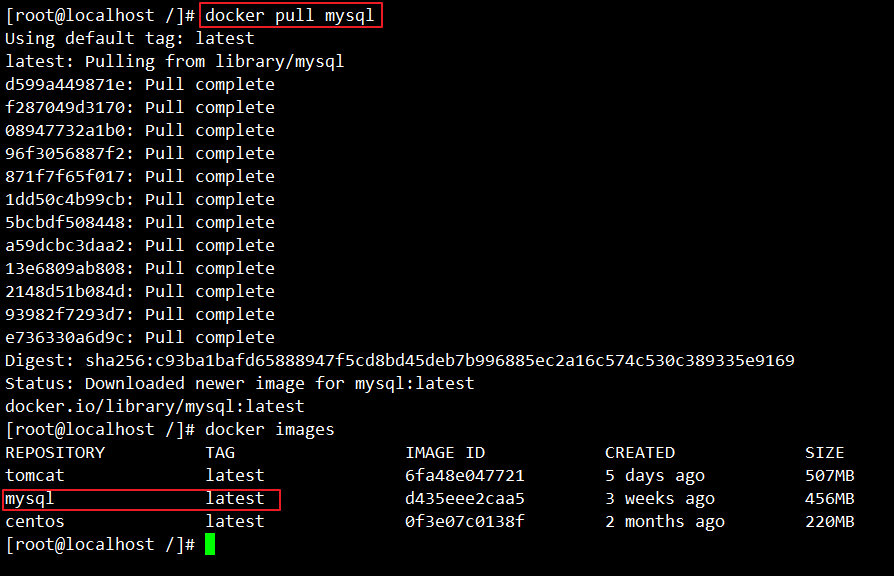 [root@localhost /]# docker pull mysql
Using default tag: latest
latest: Pulling from library/mysql
d599a449871e: Pull complete
f287049d3170: Pull complete
08947732a1b0: Pull complete
96f3056887f2: Pull complete
871f7f65f017: Pull complete
1dd50c4b99cb: Pull complete
5bcbdf508448: Pull complete
a59dcbc3daa2: Pull complete
13e6809ab808: Pull complete
2148d51b084d: Pull complete
93982f7293d7: Pull complete
e736330a6d9c: Pull complete
Digest: sha256:c93ba1bafd65888947f5cd8bd45deb7b996885ec2a16c574c530c389335e9169
Status: Downloaded newer image for mysql:latest
docker.io/library/mysql:latest
[root@localhost /]# docker images
REPOSITORY          TAG                 IMAGE ID            CREATED             SIZE
tomcat              latest              6fa48e047721        5 days ago          507MB
mysql               latest              d435eee2caa5        3 weeks ago         456MB
centos              latest              0f3e07c0138f        2 months ago        220MB
[root@localhost /]#